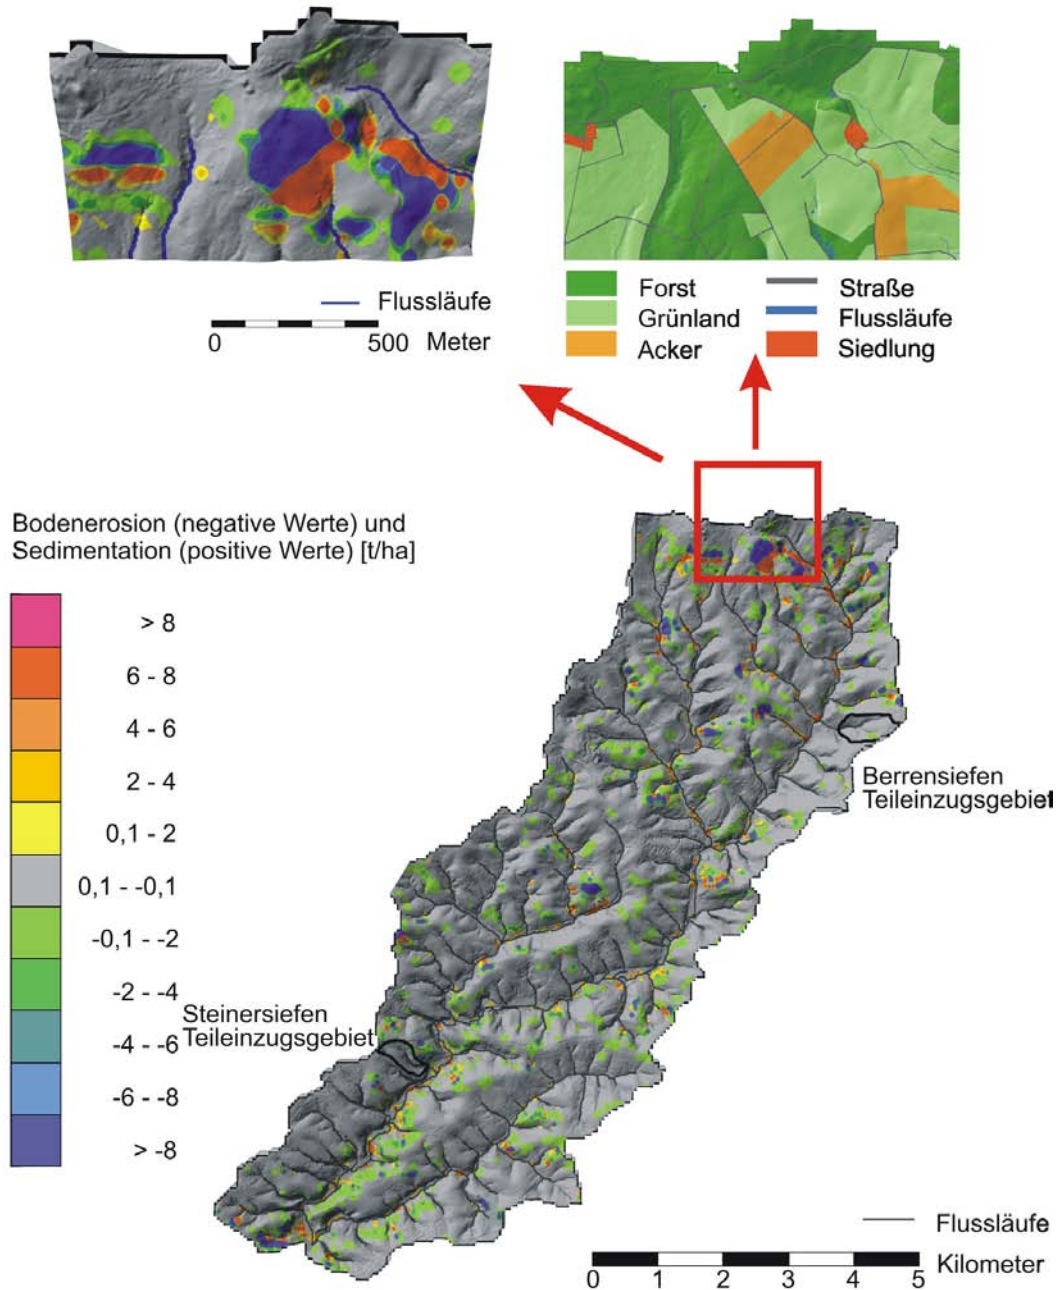 Flussläufe
0 500 Meter
Forst
Grünland
Acker
Straße
Flussläufe
Siedlung
Bodenerosion (negative Werte) und
Sedimentation (positive Werte) [t/ha]
> 8
6 - 8
4 - 6
2 - 4
0,1 - 2
0,1 - -0,1
-0,1 - -2
-2 - -4
-4 - -6
-6 - -8
> -8
Berrensiefen
Teileinzugsgebiet
Steinersiefen
Teileinzugsgebiet
Flussläufe
Kilometer
0 1 2 3 4 5